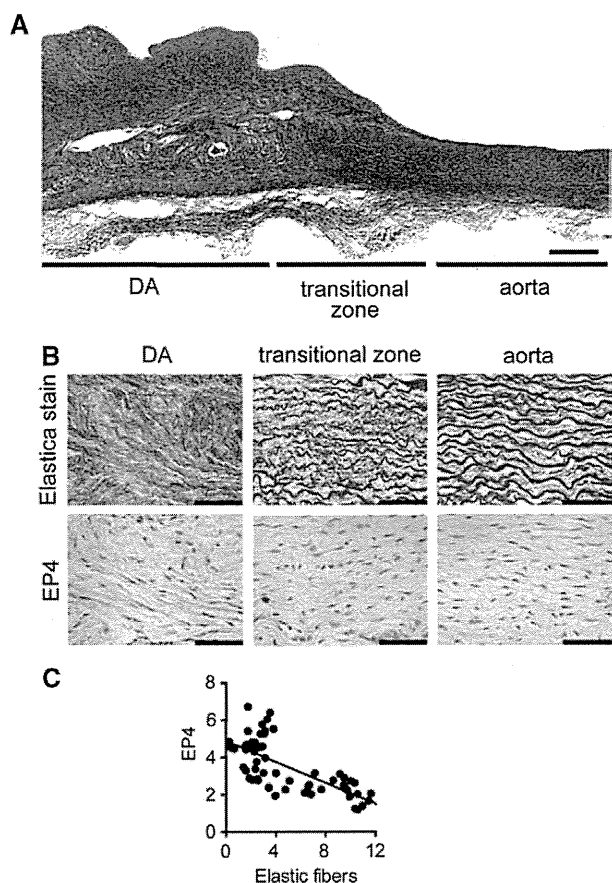 A
DA
transitional
zone
aorta
B
DA transitional zone aorta
Elastica stain
EP4
C
8
6
4
2
0
EP4
0 4 8 12
Elastic fibers